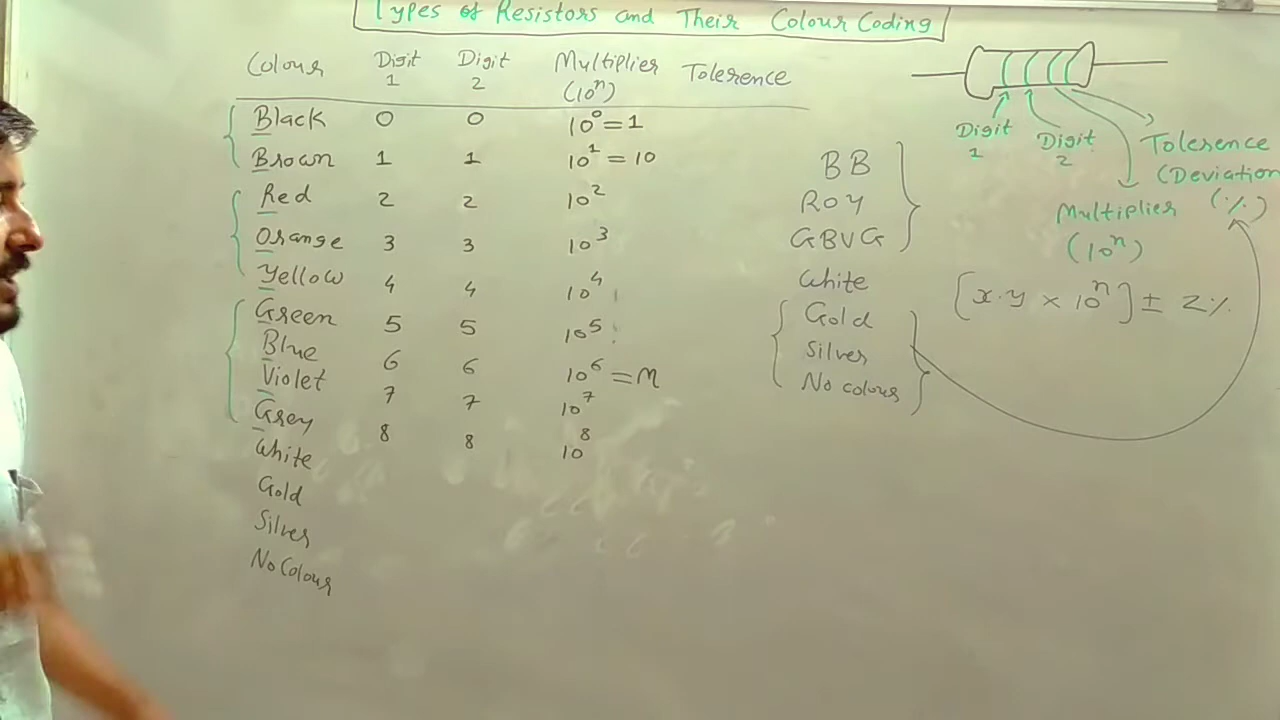 Types of Resistors and Their Colour Coding
Colour Digit 1 Digit 2 Multiplier (10ⁿ) Tolerence
Black 0 0 10⁰=1
Brown 1 1 10¹ = 10
Red 2 2 10²
Orange 3 3 10³
Yellow 4 4 10⁴
Green 5 5 10⁵
Blue 6 6 10⁶ = M
Violet 7 7 10⁷
Grey 8 8 10⁸
White
Gold
Silver
No Colour
BB
ROY
GBVG
White
Gold
Silver
No colour
Digit 1
Digit 2
Multiplier
(10ⁿ)
Tolerence
(Deviation
(%)
[x.y × 10ⁿ] ± Z%